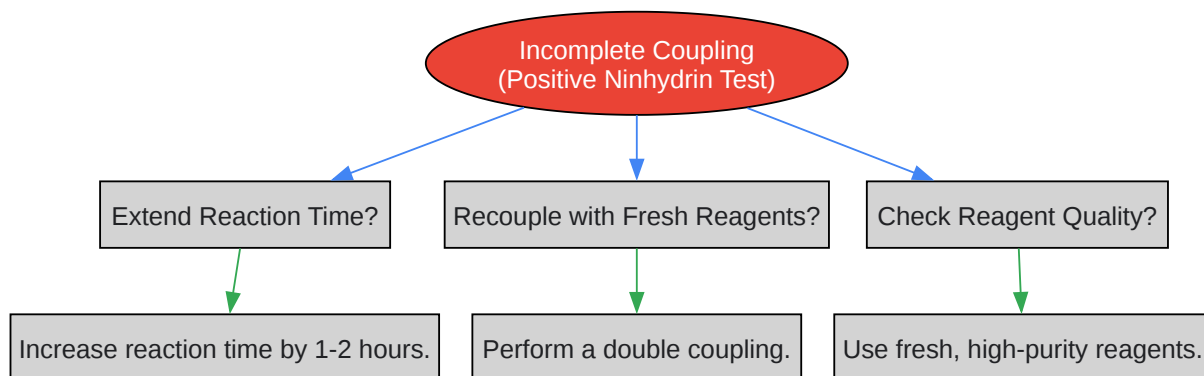 Incomplete Coupling
(Positive Ninhydrin Test)
Extend Reaction Time?
Recouple with Fresh Reagents?
Check Reagent Quality?
Increase reaction time by 1-2 hours.
Perform a double coupling.
Use fresh, high-purity reagents.